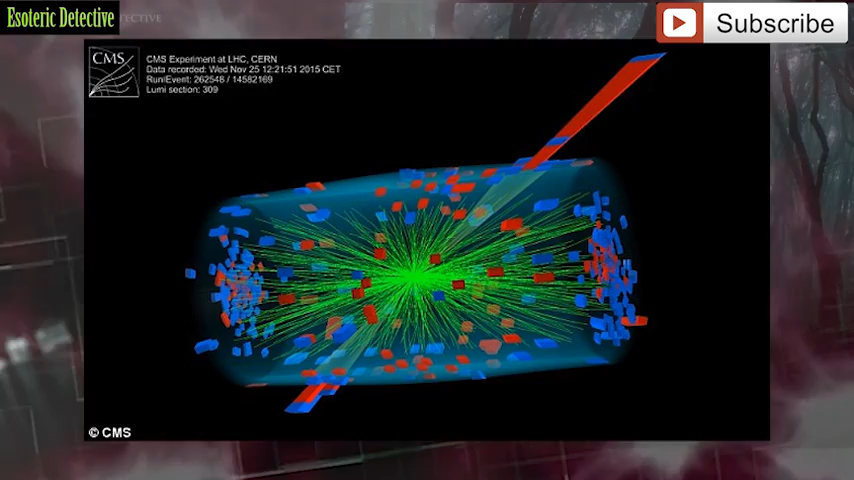 Esoteric Detective
Subscribe
CMS
CMS Experiment at LHC, CERN
Data recorded: Wed Nov 25 12:21:51 2015 CET
Run/Event: 262548 / 14582169
Lumi section: 309
© CMS